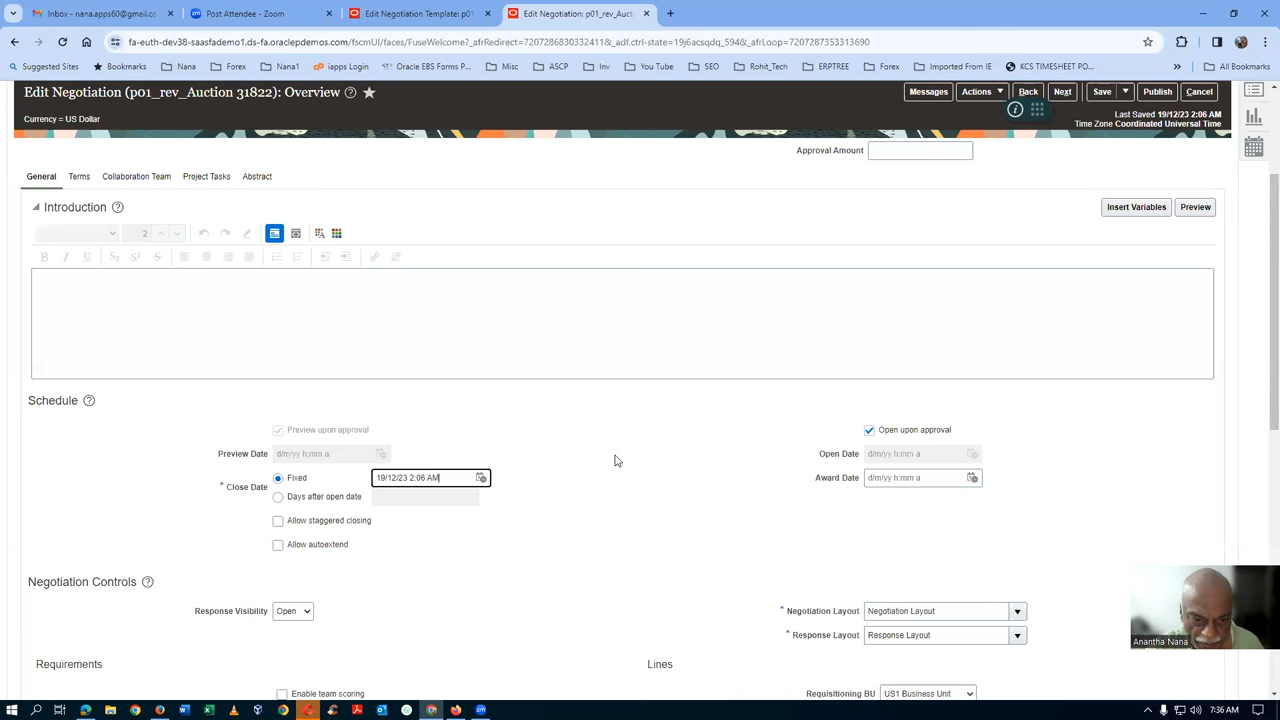 nana.apps60@gmail.co
Post Attendee - Zoom
Edit Negotiation Template: p01
Edit Negotiation: p01_rev_Aucti
fa-euth-dev38-saasfademo1.ds-fa.oraclepdemos.com/fscmUI/faces/FuseWelcome?_afrRedirect=7207286830332411&_adf.ctrl-state=19j6acsqdq_594&_afrLoop=7207287353313690
Suggested Sites Bookmarks Nana Forex Nana1 iapps Login Oracle EBS Forms P... Misc ASCP Inv You Tube SEO Rohit_Tech ERPTREE Imported From IE KCS TIMESHEET PO... » All Bookmarks
Edit Negotiation (p01_rev_Auction 31822): Overview
Messages Actions Back Next Save Publish Cancel
Currency = US Dollar
Last Saved 19/12/23 2:06 AM
Time Zone Coordinated Universal Time
Approval Amount
General Terms Collaboration Team Project Tasks Abstract
Introduction
Insert Variables Preview
2
Schedule
Preview upon approval
Open upon approval
Preview Date d/m/yy h:mm a
Open Date d/m/yy h:mm a
* Close Date Fixed 19/12/23 2:06 AM
Award Date d/m/yy h:mm a
Days after open date
Allow staggered closing
Allow autoextend
Negotiation Controls
Response Visibility Open
* Negotiation Layout Negotiation Layout
* Response Layout Response Layout
Requirements
Lines
Enable team scoring
Requisitioning BU US1 Business Unit
Anantha Nana
7:36 AM